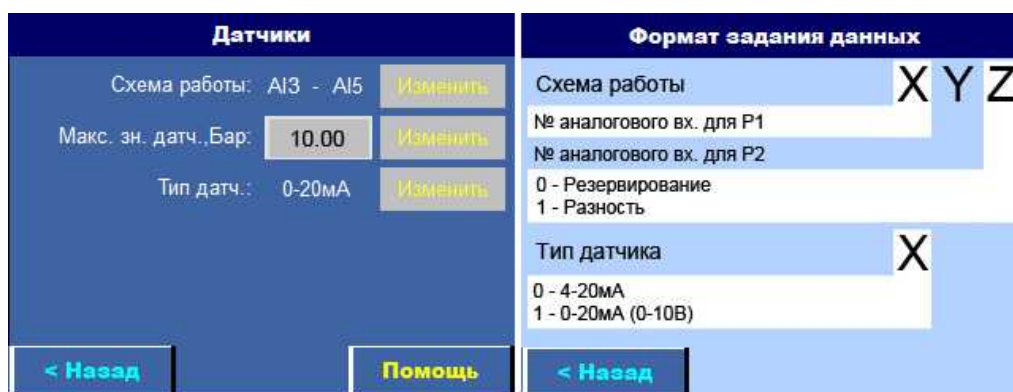 Датчики
Схема работы: AI3 - AI5 Изменить
Макс. зн. датч.,Бар: 10.00 Изменить
Тип датч.: 0-20мА Изменить
< Назад Помощь
Формат задания данных
Схема работы X Y Z
№ аналогового вх. для P1
№ аналогового вх. для P2
0 - Резервирование
1 - Разность
Тип датчика X
0 - 4-20мА
1 - 0-20мА (0-10В)
< Назад